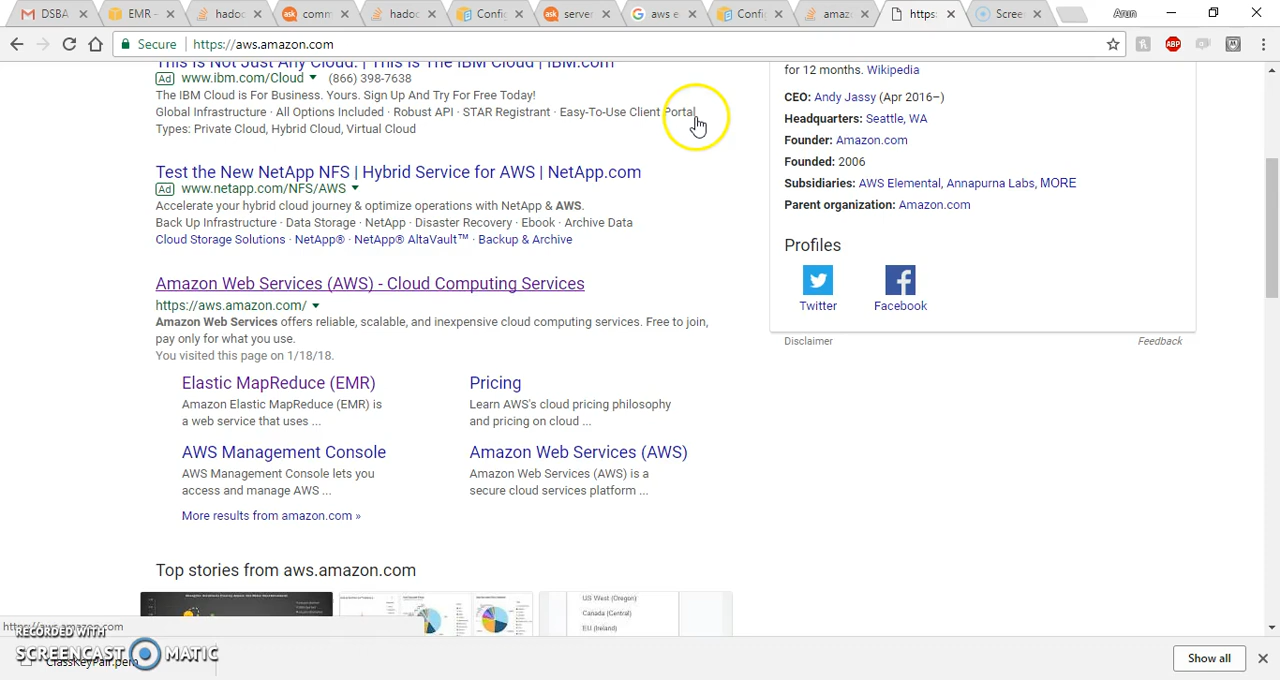 DSBA
EMR -
hadoc
comm
hadoc
Config
server
aws e
Config
amaz
https:
Scree
Arun
Secure
https://aws.amazon.com
ABP
This Is Not Just Any Cloud. | This Is The IBM Cloud | IBM.com
Ad www.ibm.com/Cloud (866) 398-7638
The IBM Cloud is For Business. Yours. Sign Up And Try For Free Today!
Global Infrastructure · All Options Included · Robust API · STAR Registrant · Easy-To-Use Client Portal
Types: Private Cloud, Hybrid Cloud, Virtual Cloud
Test the New NetApp NFS | Hybrid Service for AWS | NetApp.com
Ad www.netapp.com/NFS/AWS
Accelerate your hybrid cloud journey & optimize operations with NetApp & AWS.
Back Up Infrastructure · Data Storage · NetApp · Disaster Recovery · Ebook · Archive Data
Cloud Storage Solutions · NetApp® · NetApp® AltaVault™ · Backup & Archive
Amazon Web Services (AWS) - Cloud Computing Services
https://aws.amazon.com/
Amazon Web Services offers reliable, scalable, and inexpensive cloud computing services. Free to join,
pay only for what you use.
You visited this page on 1/18/18.
Elastic MapReduce (EMR)
Amazon Elastic MapReduce (EMR) is
a web service that uses ...
Pricing
Learn AWS's cloud pricing philosophy
and pricing on cloud ...
AWS Management Console
AWS Management Console lets you
access and manage AWS ...
Amazon Web Services (AWS)
Amazon Web Services (AWS) is a
secure cloud services platform ...
More results from amazon.com »
Top stories from aws.amazon.com
US West (Oregon)
Canada (Central)
EU (Ireland)
for 12 months. Wikipedia
CEO: Andy Jassy (Apr 2016–)
Headquarters: Seattle, WA
Founder: Amazon.com
Founded: 2006
Subsidiaries: AWS Elemental, Annapurna Labs, MORE
Parent organization: Amazon.com
Profiles
Twitter
Facebook
Disclaimer
Feedback
https://aws.amazon.com
RECORDED WITH
SCREENCAST MATIC
ClassKeyPair.pem
Show all